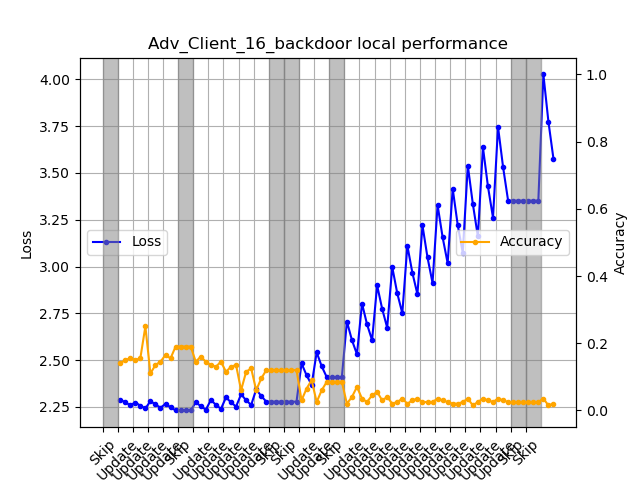 Adv_Client_16_backdoor local performance
4.00
3.75
3.50
3.25
3.00
2.75
2.50
2.25
Loss
Loss
Accuracy
1.0
0.8
0.6
0.4
0.2
0.0
Accuracy
Skip
Update
Update
Update
Update
Skip
Update
Update
Update
Update
Update
Skip
Skip
Update
Update
Skip
Update
Update
Update
Update
Update
Update
Update
Update
Update
Update
Update
Skip
Skip